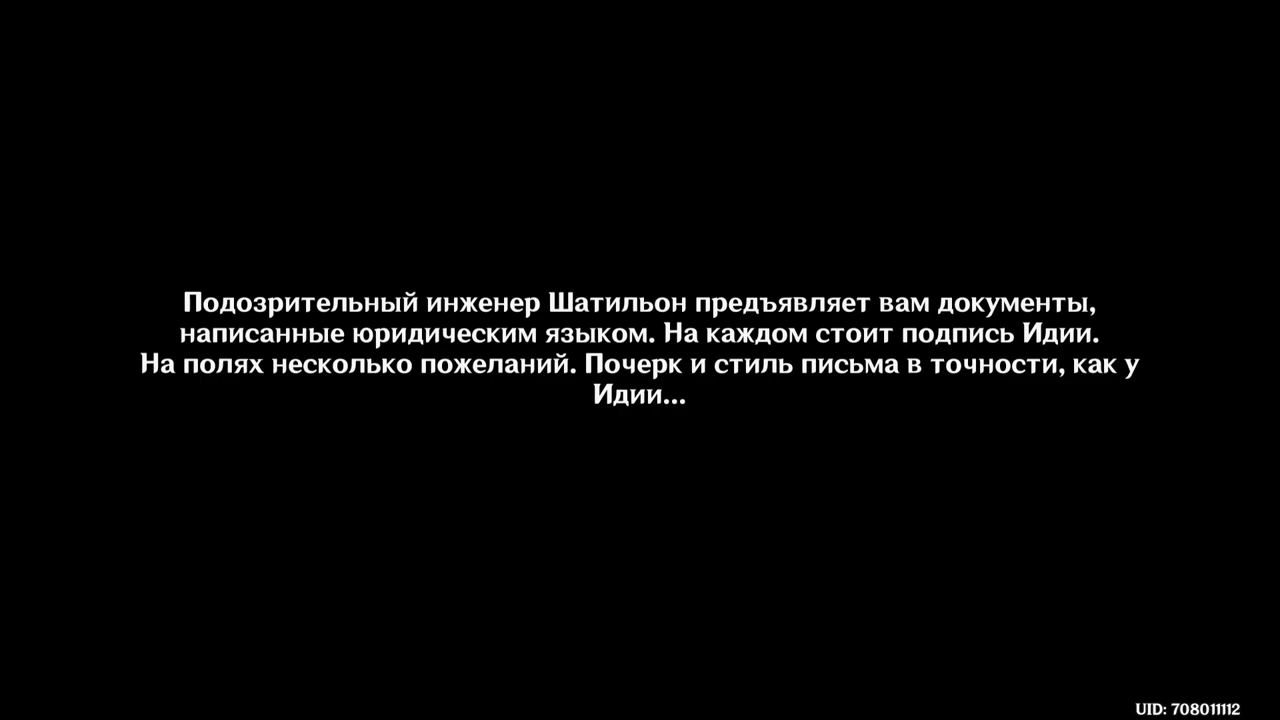 Подозрительный инженер Шатильон предъявляет вам документы,
написанные юридическим языком. На каждом стоит подпись Идии.
На полях несколько пожеланий. Почерк и стиль письма в точности, как у
Идии...
UID: 708011112